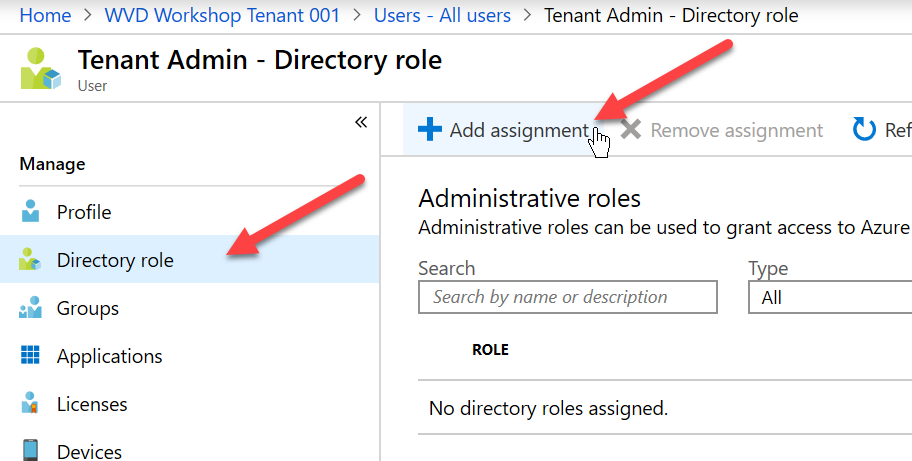 Home > WVD Workshop Tenant 001 > Users - All users > Tenant Admin - Directory role
Tenant Admin - Directory role
User
«
Manage
Profile
Directory role
Groups
Applications
Licenses
Devices
Add assignment Remove assignment Ref
Administrative roles
Administrative roles can be used to grant access to Azure
Search Type
Search by name or description All
ROLE
No directory roles assigned.